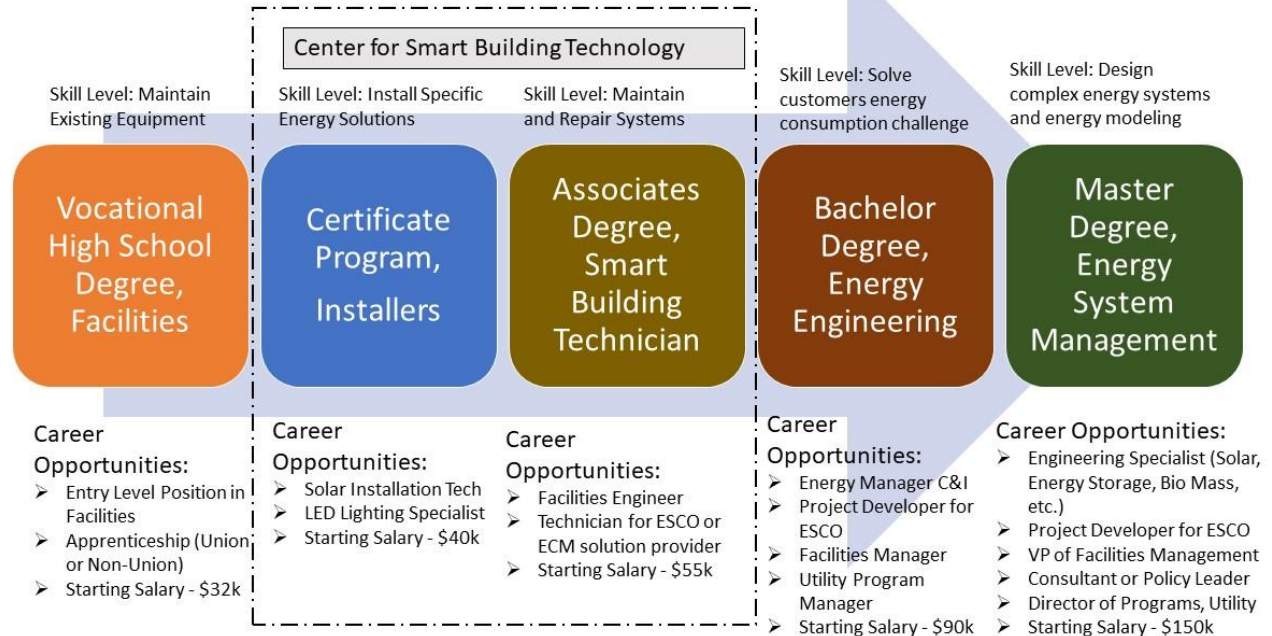 Center for Smart Building Technology
Skill Level: Maintain
Existing Equipment
Skill Level: Install Specific
Energy Solutions
Skill Level: Maintain
and Repair Systems
Skill Level: Solve
customers energy
consumption challenge
Skill Level: Design
complex energy systems
and energy modeling
Vocational
High School
Degree,
Facilities
Certificate
Program,
Installers
Associates
Degree,
Smart
Building
Technician
Bachelor
Degree,
Energy
Engineering
Master
Degree,
Energy
System
Management
Career
Opportunities:
➢ Entry Level Position in
Facilities
➢ Apprenticeship (Union
or Non-Union)
➢ Starting Salary - $32k
Career
Opportunities:
➢ Solar Installation Tech
➢ LED Lighting Specialist
➢ Starting Salary - $40k
Career
Opportunities:
➢ Facilities Engineer
➢ Technician for ESCO or
ECM solution provider
➢ Starting Salary - $55k
Career
Opportunities:
➢ Energy Manager C&I
➢ Project Developer for
ESCO
➢ Facilities Manager
➢ Utility Program
Manager
➢ Starting Salary - $90k
Career Opportunities:
➢ Engineering Specialist (Solar,
Energy Storage, Bio Mass,
etc.)
➢ Project Developer for ESCO
➢ VP of Facilities Management
➢ Consultant or Policy Leader
➢ Director of Programs, Utility
➢ Starting Salary - $150k